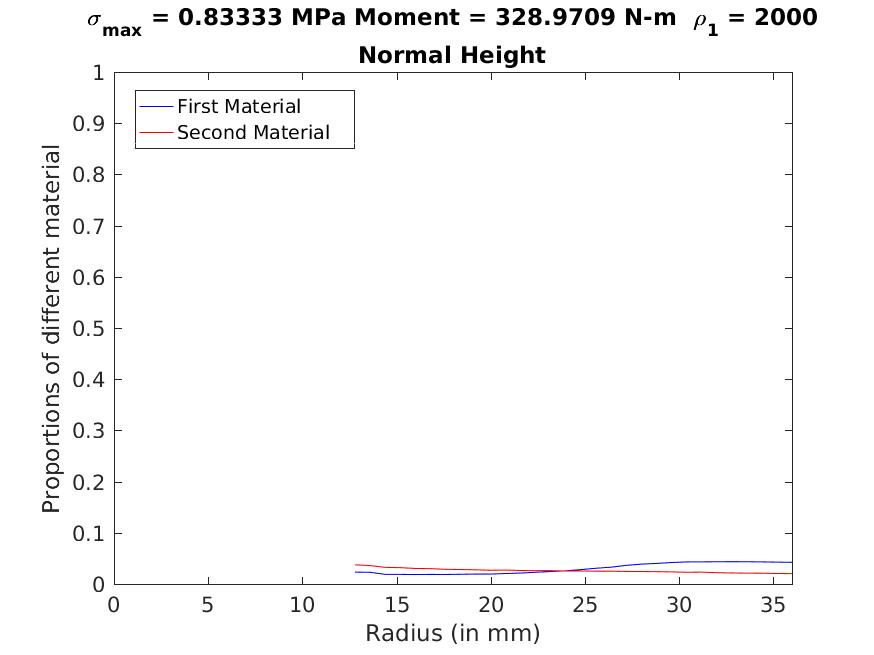 σmax = 0.83333 MPa Moment = 328.9709 N-m ρ1 = 2000
Normal Height
First Material
Second Material
Proportions of different material
1
0.9
0.8
0.7
0.6
0.5
0.4
0.3
0.2
0.1
0
0 5 10 15 20 25 30 35
Radius (in mm)